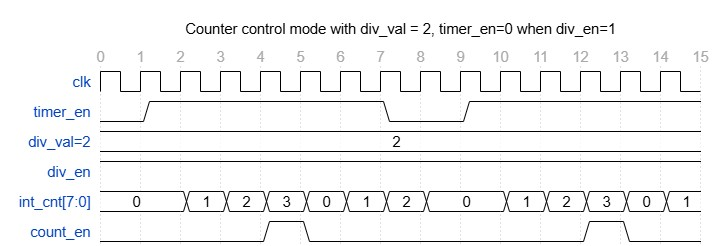 Counter control mode with div_val = 2, timer_en=0 when div_en=1
0 1 2 3 4 5 6 7 8 9 10 11 12 13 14 15
clk
timer_en
div_val=2 2
div_en
int_cnt[7:0] 0 1 2 3 0 1 2 0 1 2 3 0 1
count_en